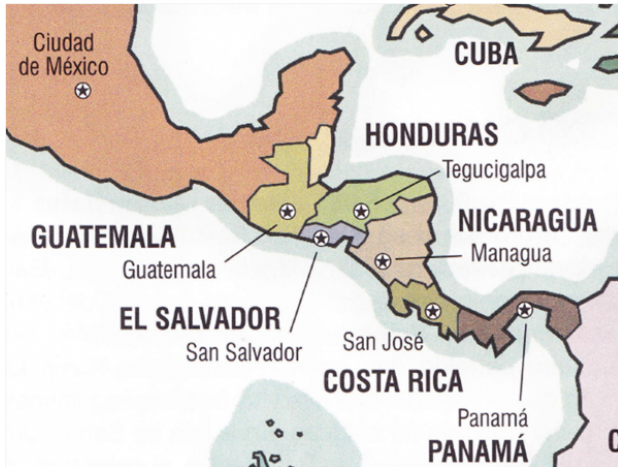 Ciudad
de México
CUBA
HONDURAS
Tegucigalpa
GUATEMALA
Guatemala
NICARAGUA
Managua
EL SALVADOR
San Salvador
San José
COSTA RICA
Panamá
PANAMÁ